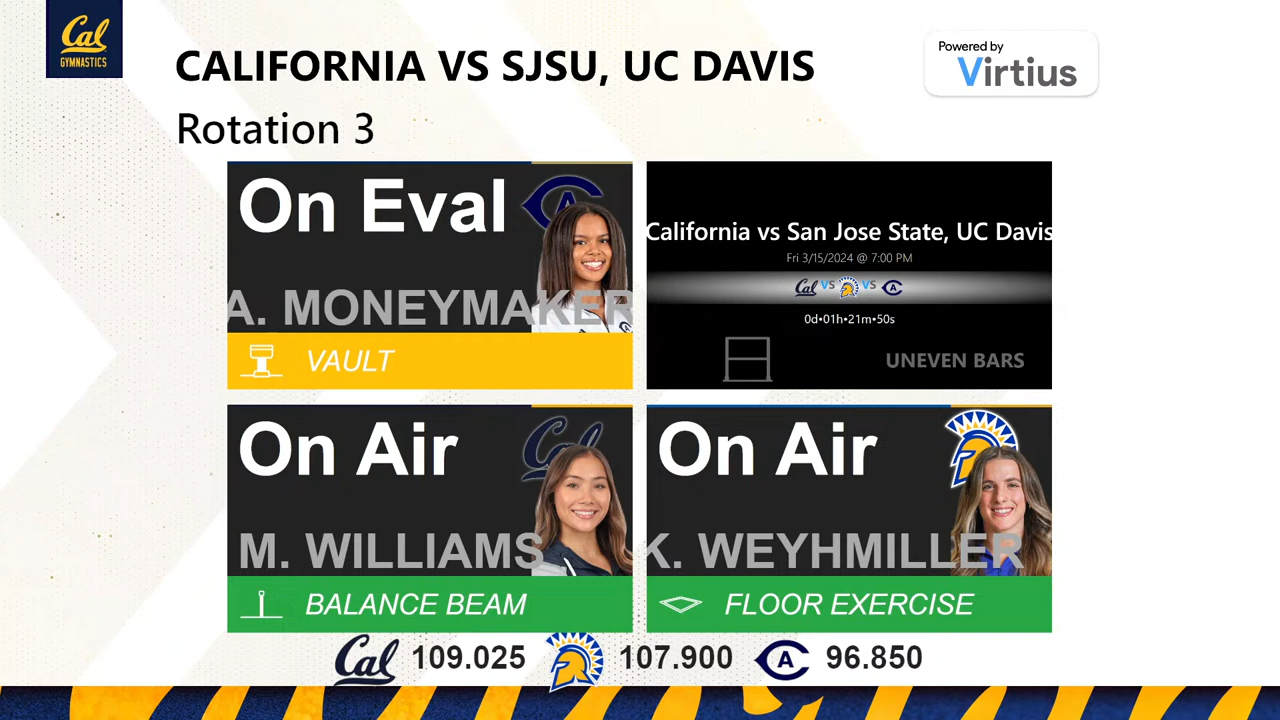 Cal
GYMNASTICS
CALIFORNIA VS SJSU, UC DAVIS
Powered by
Virtius
Rotation 3
On Eval
A. MONEYMAKER
VAULT
California vs San Jose State, UC Davis
Fri 3/15/2024 @ 7:00 PM
Cal VS VS A
0d•01h•21m•50s
UNEVEN BARS
On Air
Cal
M. WILLIAMS
BALANCE BEAM
On Air
K. WEYHMILLER
FLOOR EXERCISE
Cal 109.025 107.900 A 96.850